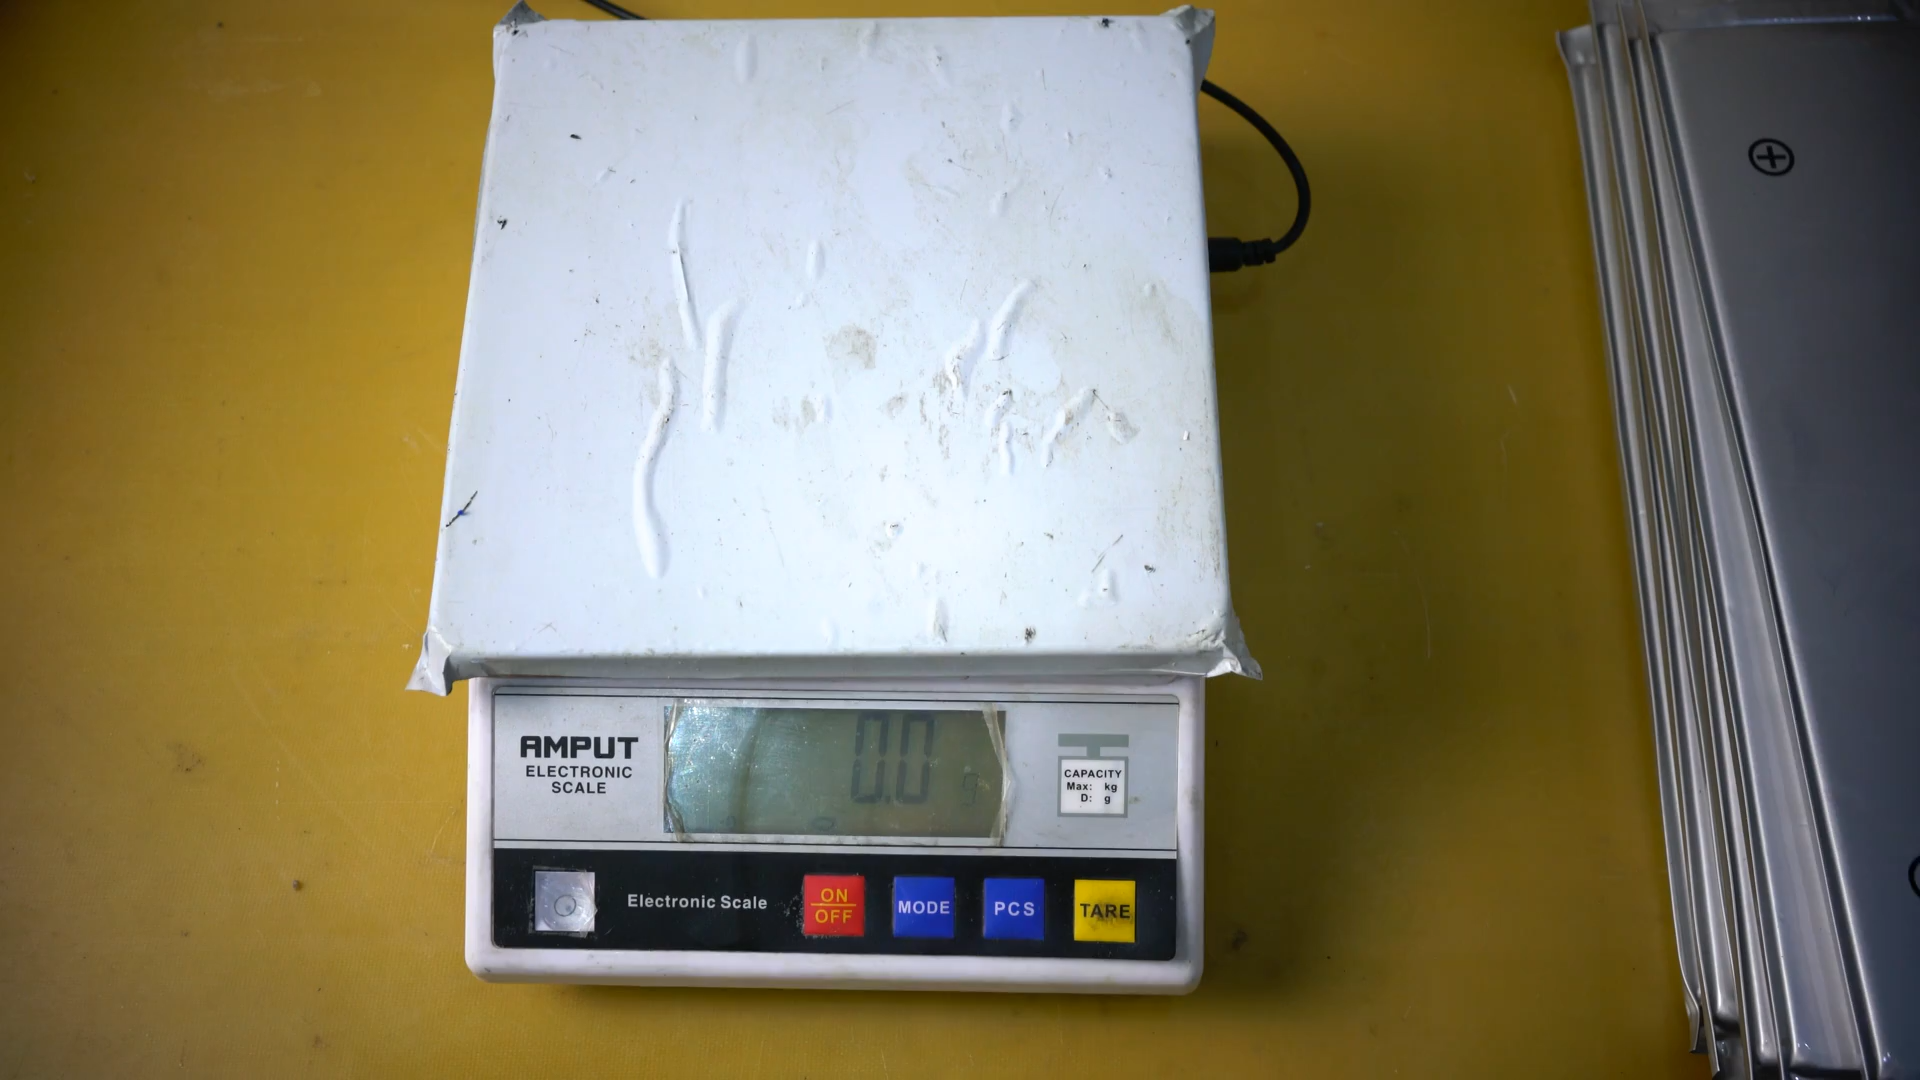 AMPUT
ELECTRONIC
SCALE
0.0 g
CAPACITY
Max: kg
D: g
Electronic Scale
ON
OFF
MODE
PCS
TARE